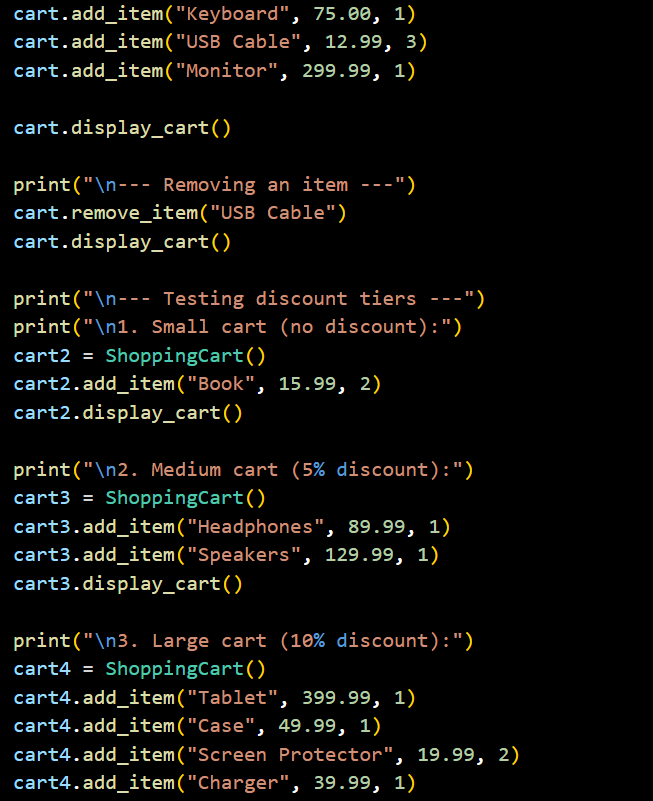 cart.add_item("Keyboard", 75.00, 1)
cart.add_item("USB Cable", 12.99, 3)
cart.add_item("Monitor", 299.99, 1)
cart.display_cart()
print("\n--- Removing an item ---")
cart.remove_item("USB Cable")
cart.display_cart()
print("\n--- Testing discount tiers ---")
print("\n1. Small cart (no discount):")
cart2 = ShoppingCart()
cart2.add_item("Book", 15.99, 2)
cart2.display_cart()
print("\n2. Medium cart (5% discount):")
cart3 = ShoppingCart()
cart3.add_item("Headphones", 89.99, 1)
cart3.add_item("Speakers", 129.99, 1)
cart3.display_cart()
print("\n3. Large cart (10% discount):")
cart4 = ShoppingCart()
cart4.add_item("Tablet", 399.99, 1)
cart4.add_item("Case", 49.99, 1)
cart4.add_item("Screen Protector", 19.99, 2)
cart4.add_item("Charger", 39.99, 1)